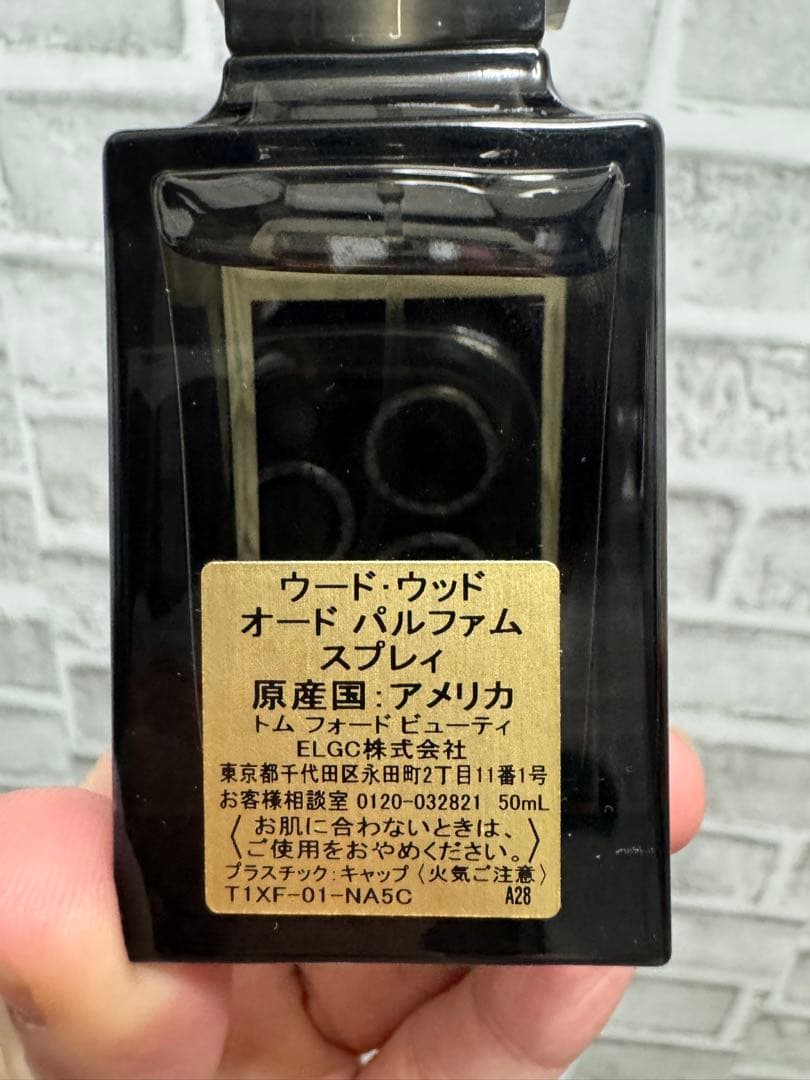 ウード・ウッド
オード パルファム
スプレィ
原産国:アメリカ
トム フォード ビューティ
ELGC株式会社
東京都千代田区永田町2丁目11番1号
お客様相談室 0120-032821 50mL
〈お肌に合わないときは、
ご使用をおやめください。〉
プラスチック:キャップ〈火気ご注意〉
T1XF-01-NA5C A28